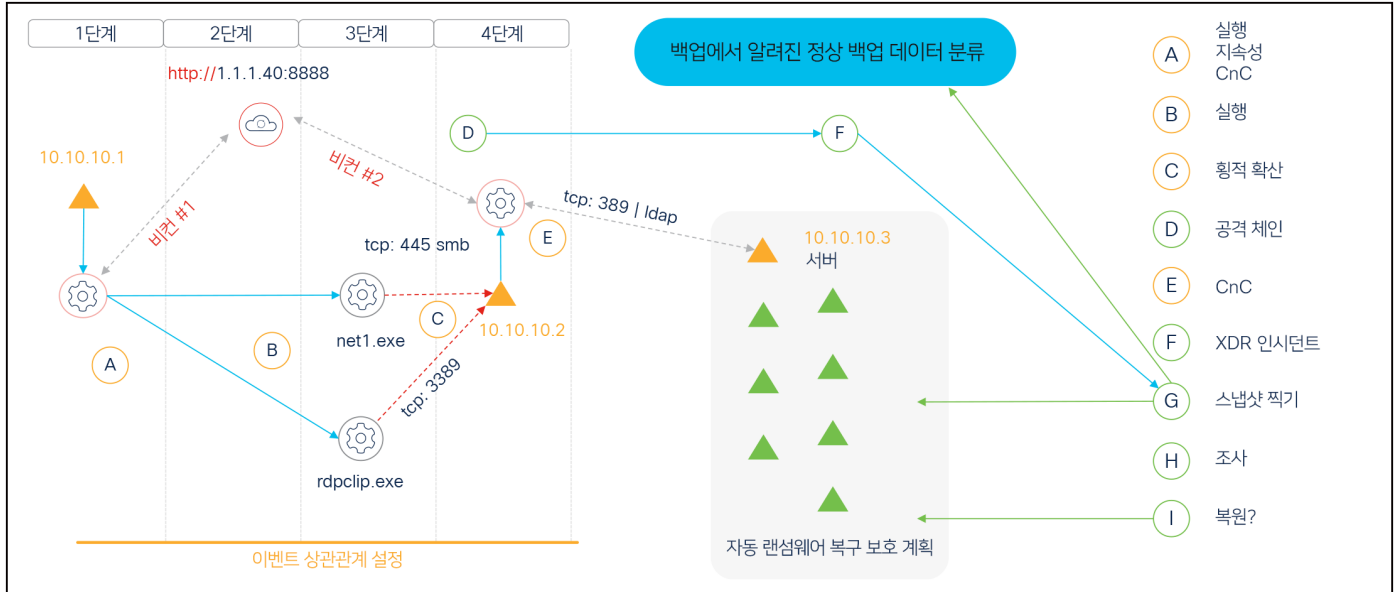 1단계
2단계
3단계
4단계
http://1.1.1.40:8888
10.10.10.1
비컨 #1
비컨 #2
tcp: 445 smb
net1.exe
tcp: 3389
rdpclip.exe
10.10.10.2
A
B
C
E
이벤트 상관관계 설정
백업에서 알려진 정상 백업 데이터 분류
D
F
tcp: 389 | ldap
10.10.10.3
서버
자동 랜섬웨어 복구 보호 계획
A
실행
지속성
CnC
B 실행
C 횡적 확산
D 공격 체인
E CnC
F XDR 인시던트
G 스냅샷 찍기
H 조사
I 복원?